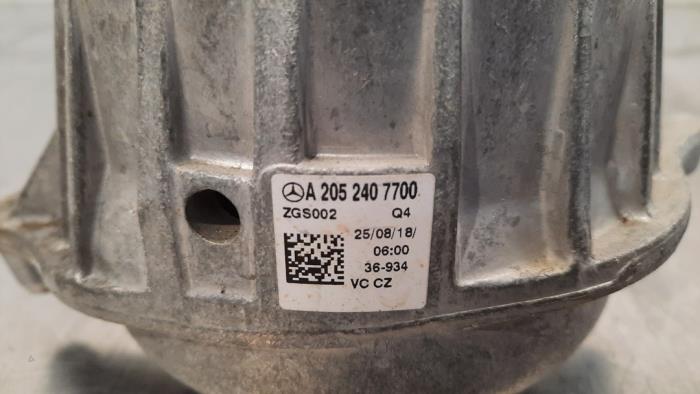 A 205 240 7700
ZGS002 Q4
25/08/18/
06:00
36-934
VC CZ